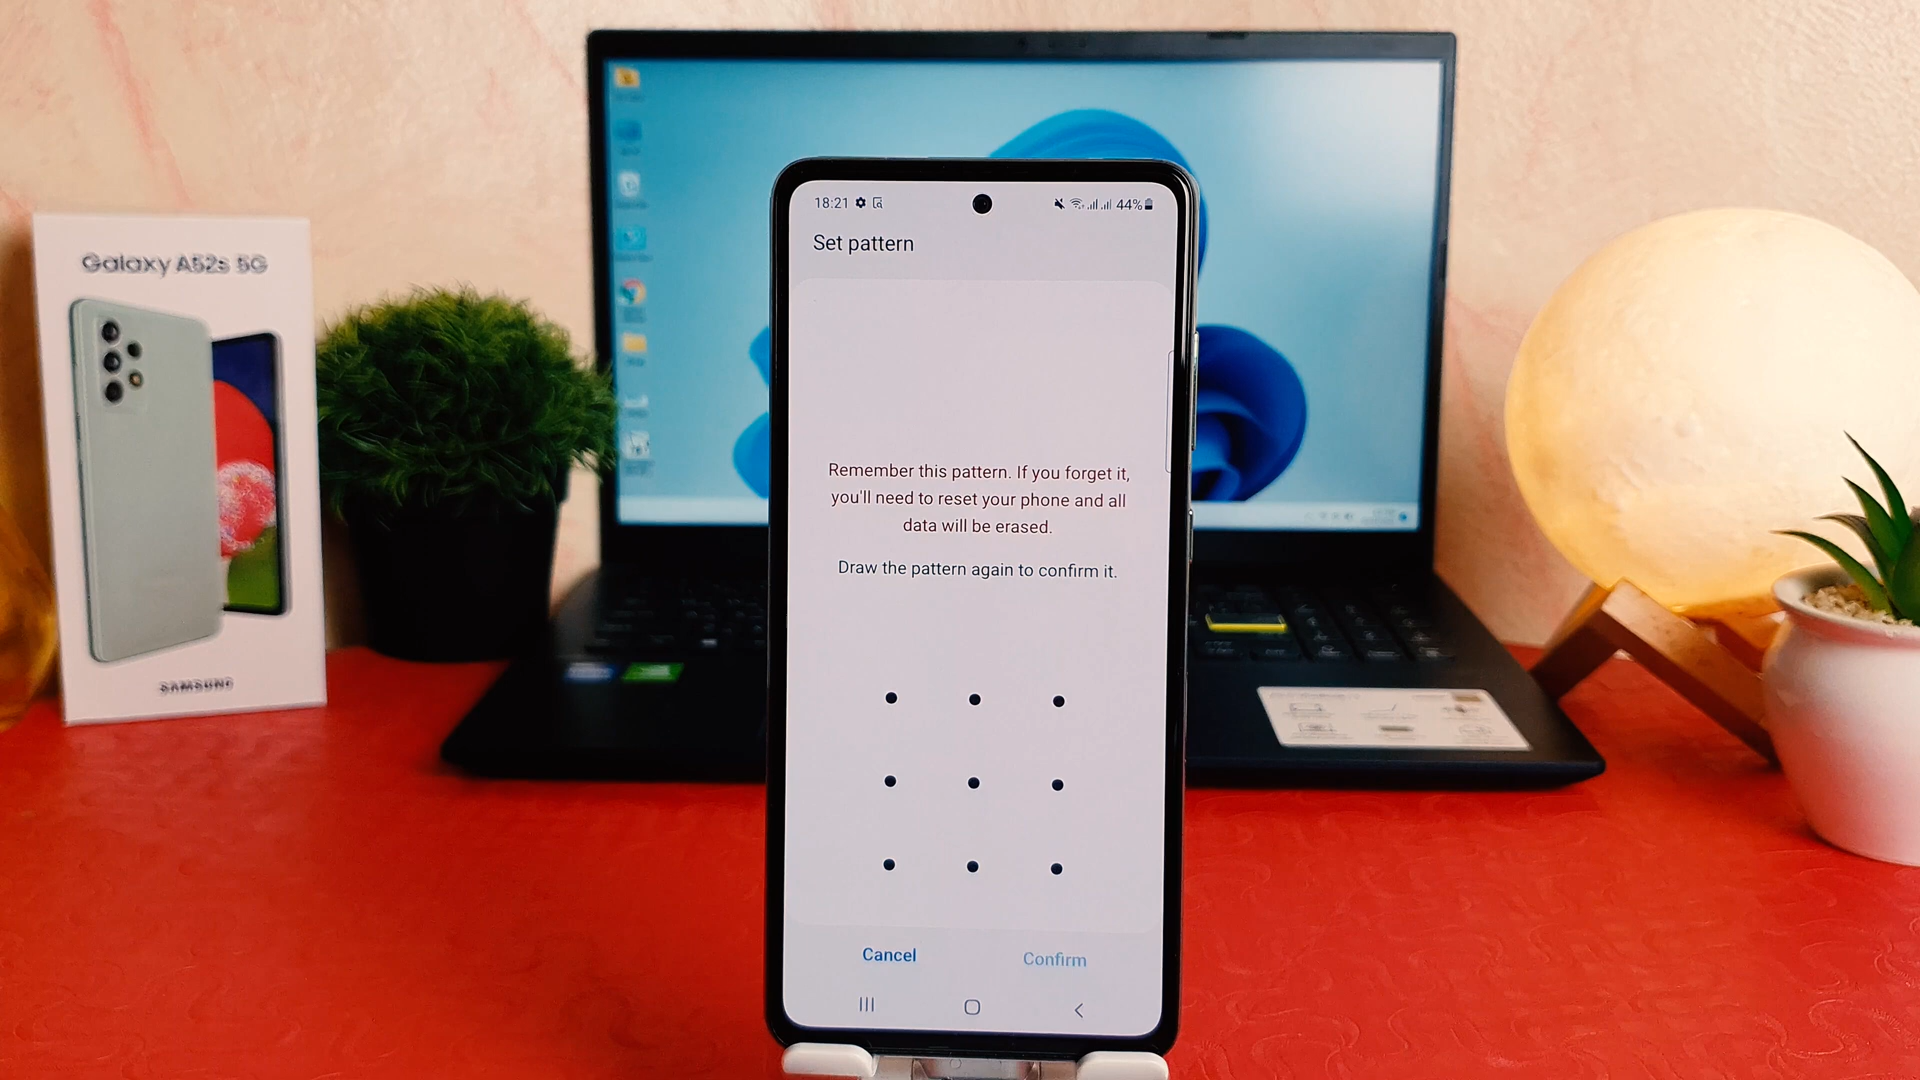 Galaxy A52s 5G
SAMSUNG
18:21
44%
Set pattern
Remember this pattern. If you forget it,
you'll need to reset your phone and all
data will be erased.
Draw the pattern again to confirm it.
Cancel
Confirm